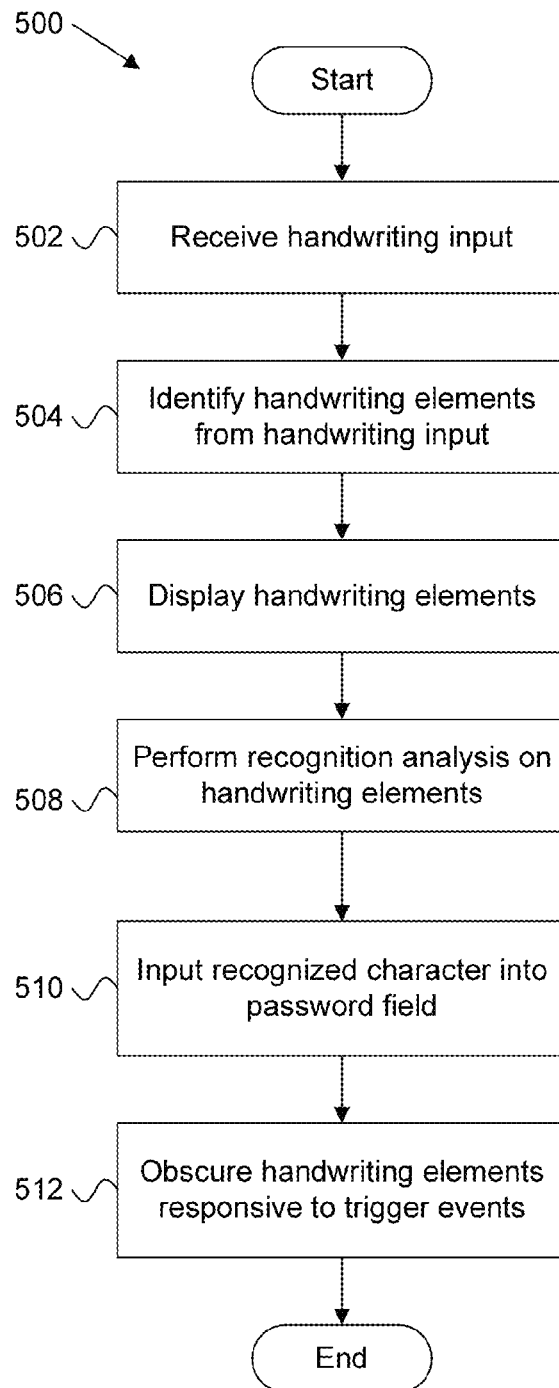 500
Start
502
Receive handwriting input
504
Identify handwriting elements
from handwriting input
506
Display handwriting elements
508
Perform recognition analysis on
handwriting elements
510
Input recognized character into
password field
512
Obscure handwriting elements
responsive to trigger events
End